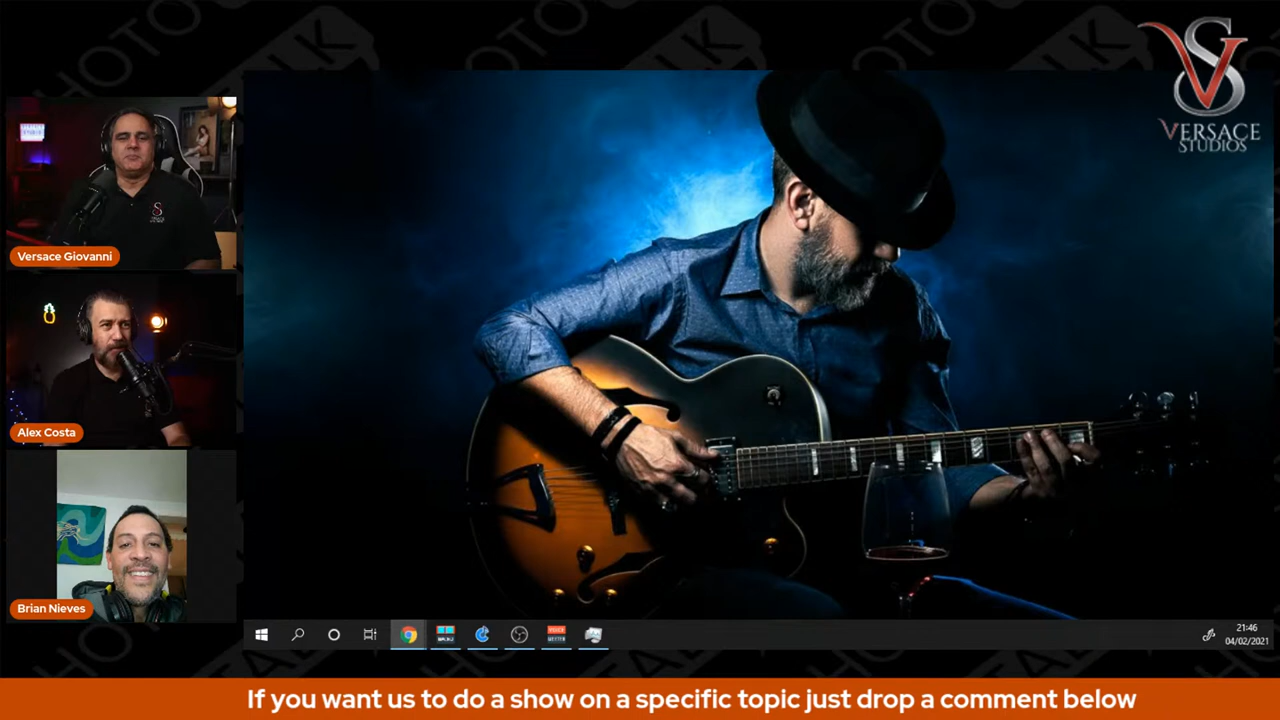 VERSACE
STUDIOS
Versace Giovanni
Alex Costa
Brian Nieves
21:46
04/02/2021
If you want us to do a show on a specific topic just drop a comment below